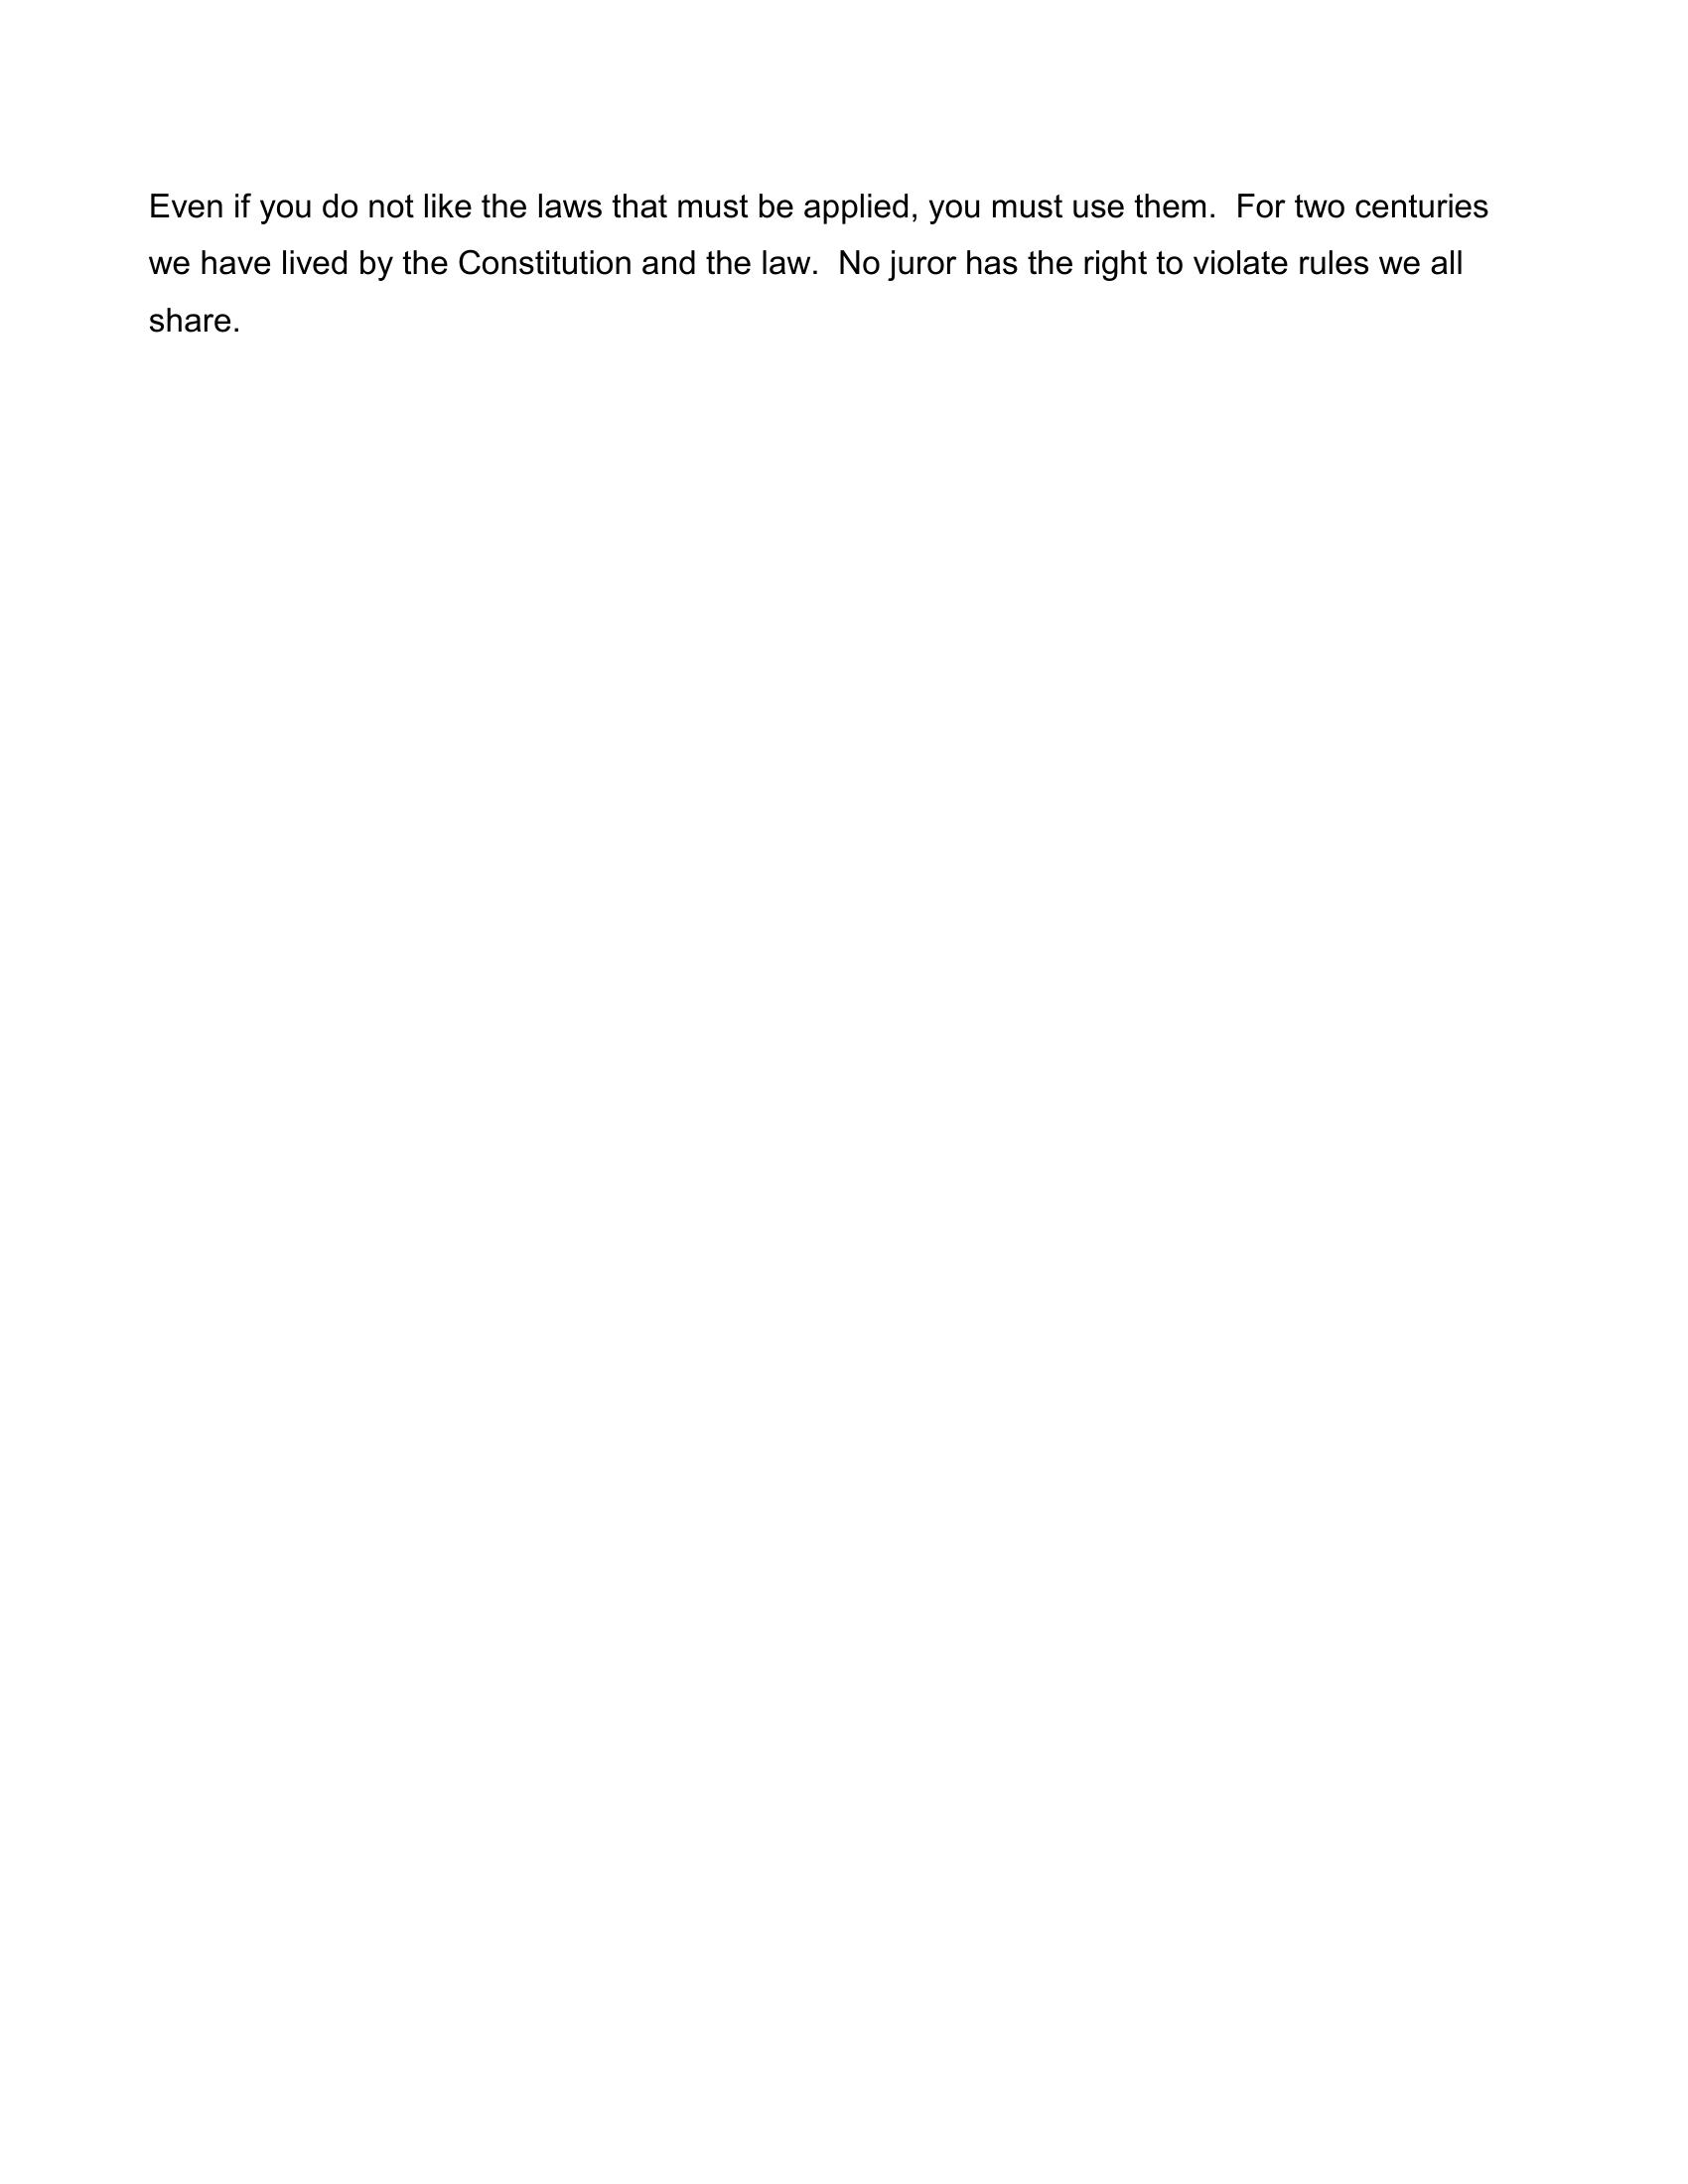 Even if you do not like the laws that must be applied, you must use them.  For two centuries
we have lived by the Constitution and the law.  No juror has the right to violate rules we all
share.